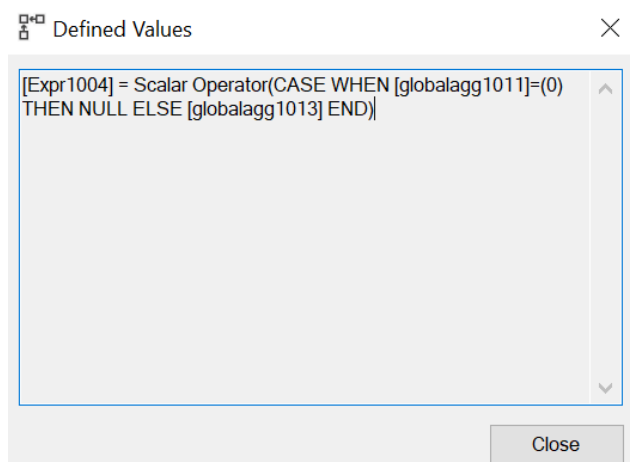 Defined Values
[Expr1004] = Scalar Operator(CASE WHEN [globalagg1011]=(0)
THEN NULL ELSE [globalagg1013] END)
Close